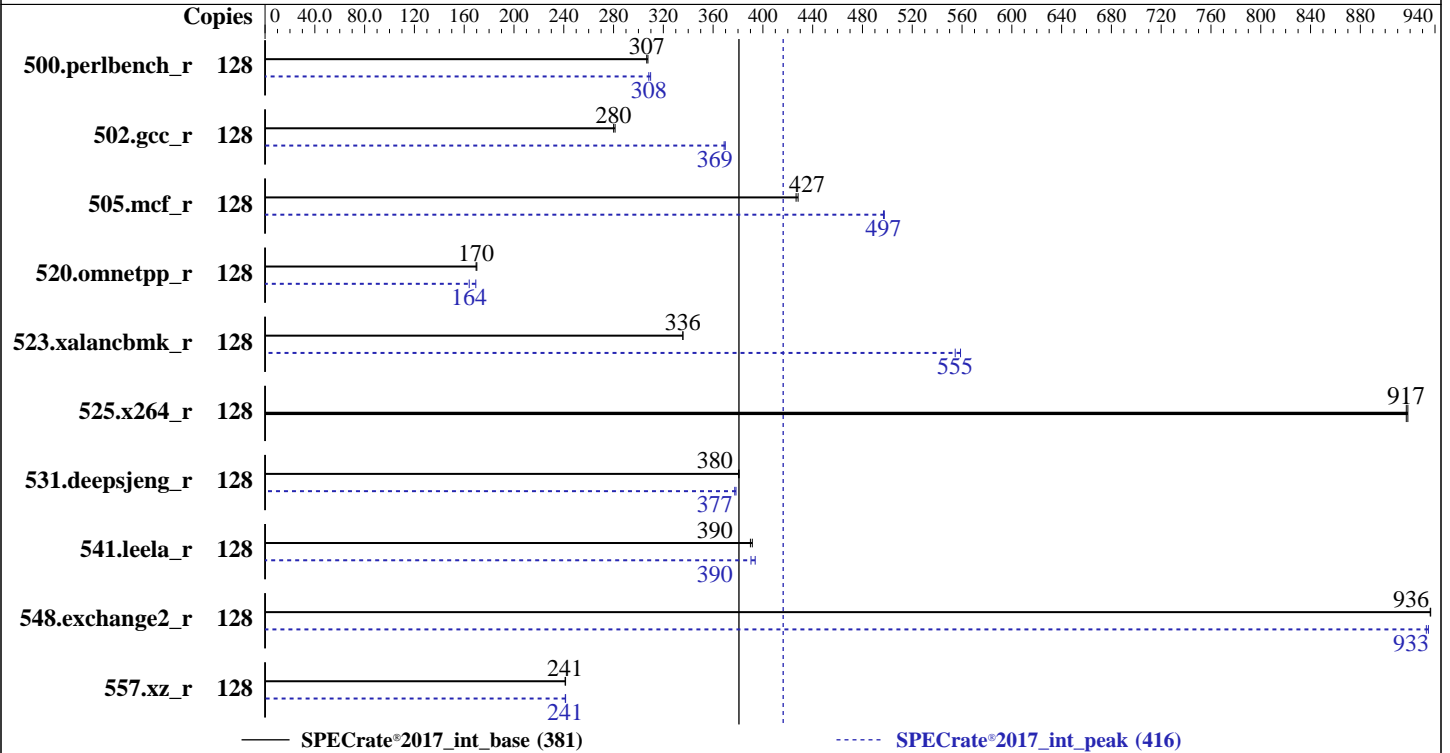 Copies 0 40.0 80.0 120 160 200 240 280 320 360 400 440 480 520 560 600 640 680 720 760 800 840 880 940
307
500.perlbench_r 128
308
280
502.gcc_r 128
369
427
505.mcf_r 128
497
170
520.omnetpp_r 128
164
336
523.xalancbmk_r 128
555
917
525.x264_r 128
380
531.deepsjeng_r 128
377
390
541.leela_r 128
390
936
548.exchange2_r 128
933
241
557.xz_r 128
241
SPECrate®2017_int_base (381) SPECrate®2017_int_peak (416)